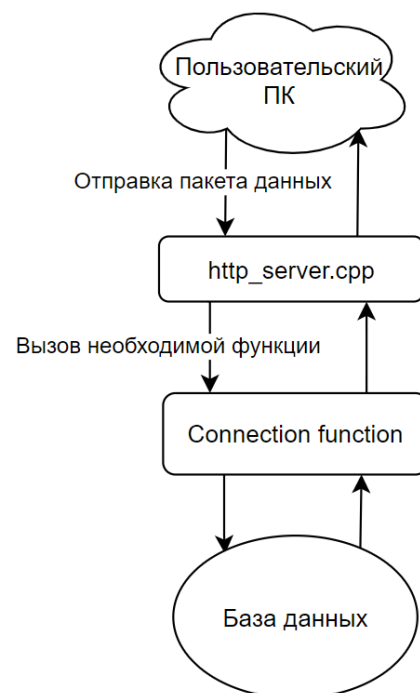 Пользовательский
ПК
Отправка пакета данных
http_server.cpp
Вызов необходимой функции
Connection function
База данных